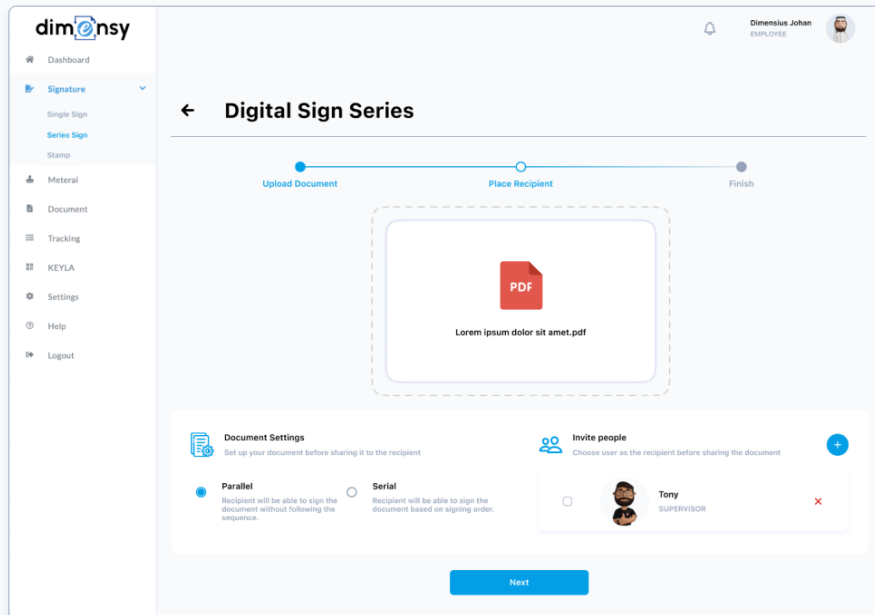 dimensy
Dimensius Johan
EMPLOYEE
Dashboard
Signature
Single Sign
Series Sign
Stamp
Meterai
Document
Tracking
KEYLA
Settings
Help
Logout
Digital Sign Series
Upload Document
Place Recipient
Finish
PDF
Lorem ipsum dolor sit amet.pdf
Document Settings
Set up your document before sharing it to the recipient
Parallel
Recipient will be able to sign the
document without following the
sequence.
Serial
Recipient will be able to sign the
document based on signing order.
Invite people
Choose user as the recipient before sharing the document
+
Tony
SUPERVISOR
Next